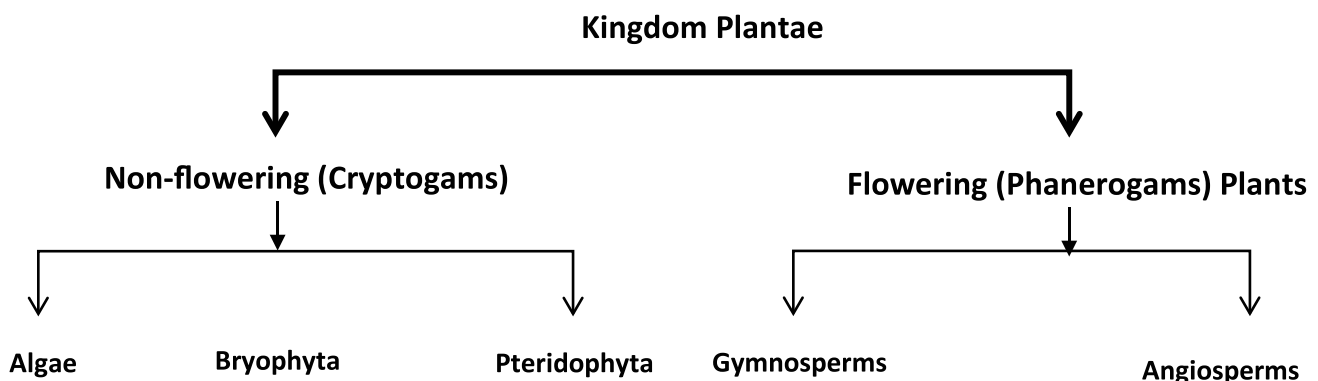 Kingdom Plantae
Non-flowering (Cryptogams)
Flowering (Phanerogams) Plants
Algae
Bryophyta
Pteridophyta
Gymnosperms
Angiosperms